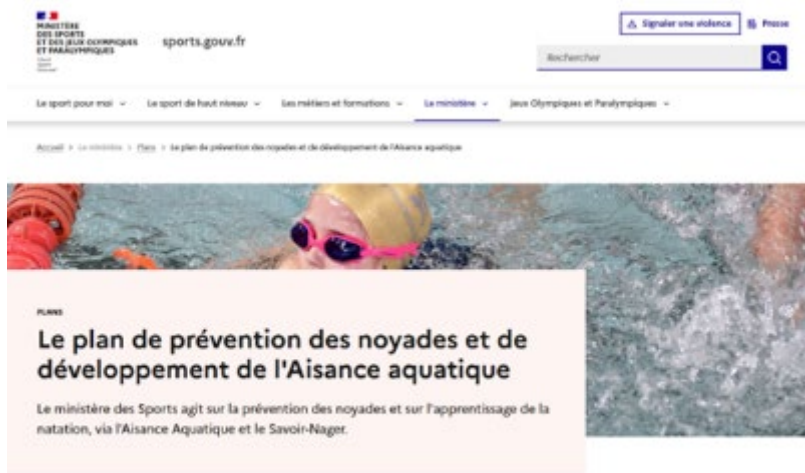 MINISTÈRE
DES SPORTS
ET DES JEUX OLYMPIQUES
ET PARALYMPIQUES
sports.gouv.fr
Signaler une violence
Presse
Rechercher
Le sport pour moi
Le sport de haut niveau
Les métiers et formations
Le ministère
Jeux Olympiques et Paralympiques
Accueil > Le ministère > Plans > Le plan de prévention des noyades et de développement de l'Aisance aquatique
PLANS
Le plan de prévention des noyades et de
développement de l'Aisance aquatique
Le ministère des Sports agit sur la prévention des noyades et sur l'apprentissage de la
natation, via l'Aisance Aquatique et le Savoir-Nager.